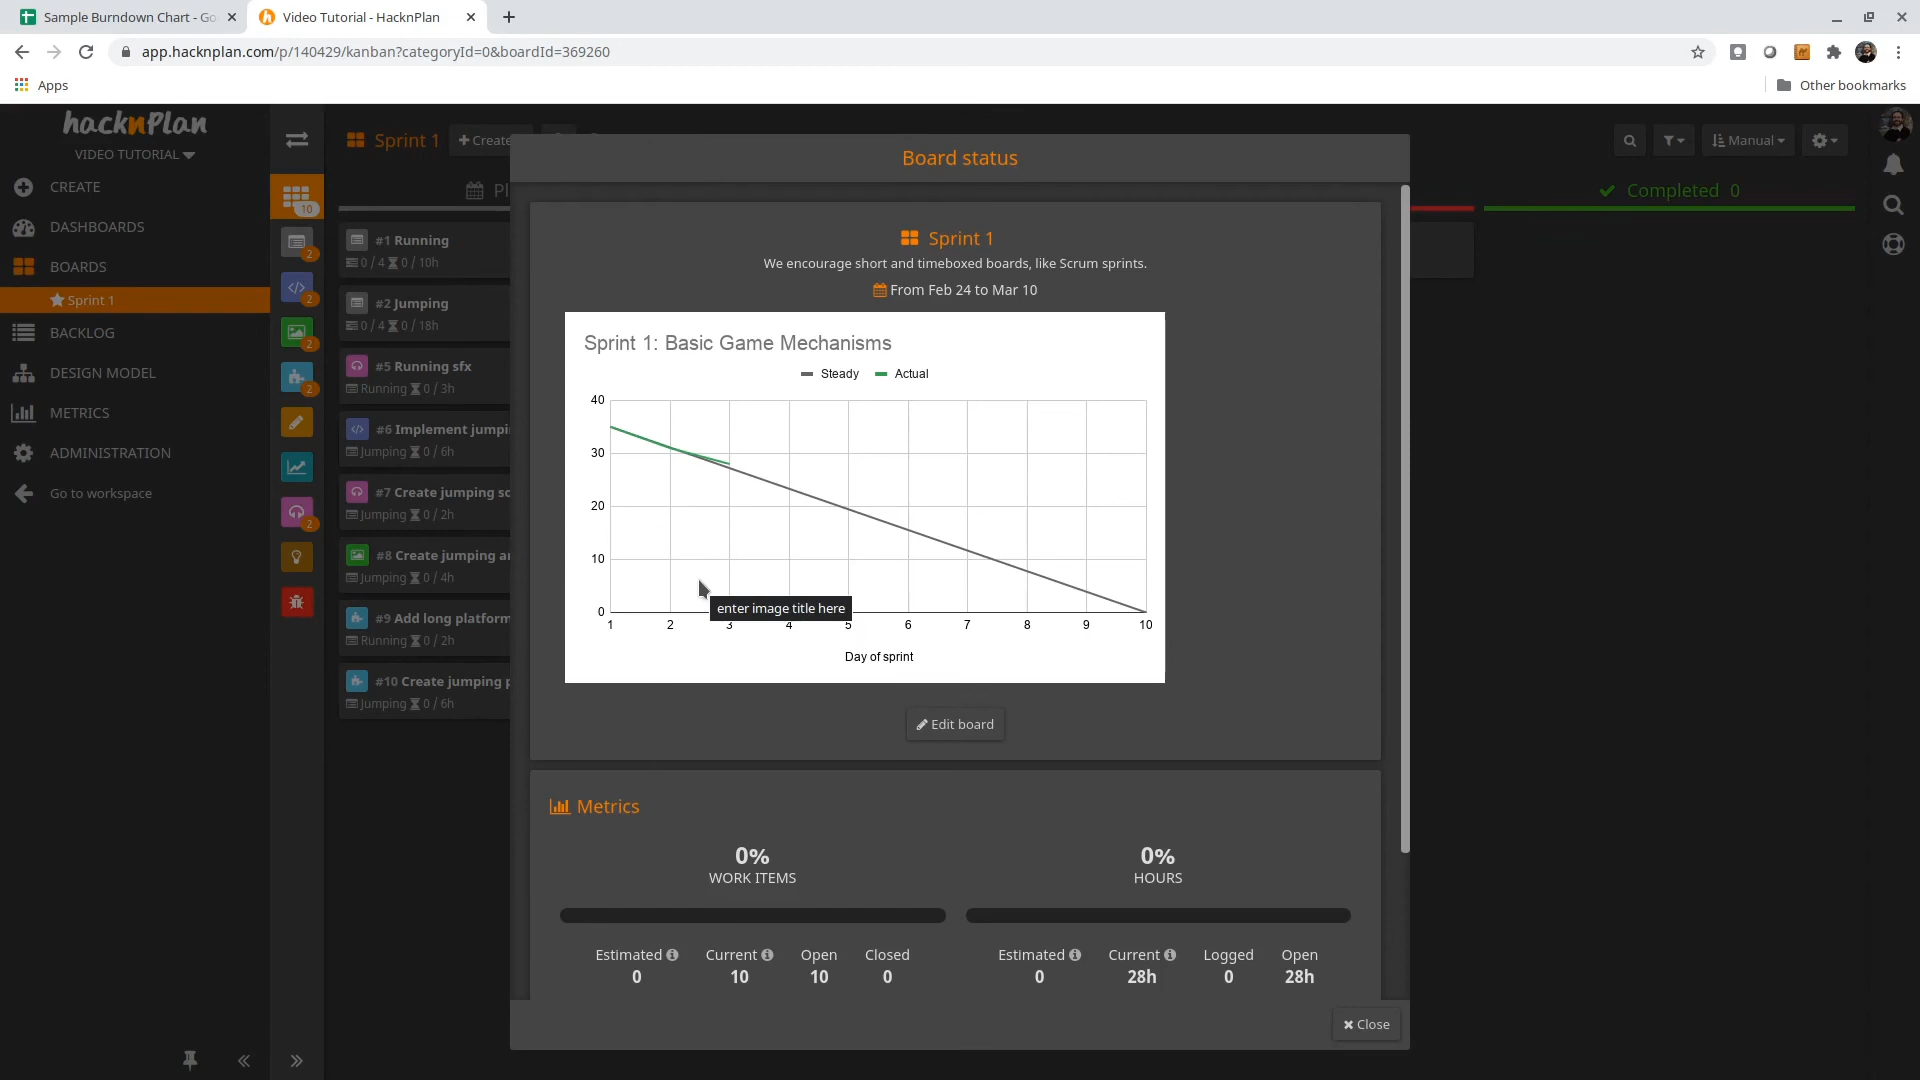 Sample Burndown Chart - Go
Video Tutorial - HacknPlan
app.hacknplan.com/p/140429/kanban?categoryId=0&boardId=369260
Apps
Other bookmarks
hacknPlan
VIDEO TUTORIAL
CREATE
DASHBOARDS
BOARDS
Sprint 1
BACKLOG
DESIGN MODEL
METRICS
ADMINISTRATION
Go to workspace
10
2
2
2
2
2
Sprint 1
Create
Manual
Pl
Completed 0
#1 Running
0 / 4 0 / 10h
#2 Jumping
0 / 4 0 / 18h
#5 Running sfx
Running 0 / 3h
#6 Implement jumpi
Jumping 0 / 6h
#7 Create jumping sc
Jumping 0 / 2h
#8 Create jumping a
Jumping 0 / 4h
#9 Add long platform
Running 0 / 2h
#10 Create jumping p
Jumping 0 / 6h
Board status
Sprint 1
We encourage short and timeboxed boards, like Scrum sprints.
From Feb 24 to Mar 10
Sprint 1: Basic Game Mechanisms
Steady Actual
40
30
20
10
0
1 2 3 4 5 6 7 8 9 10
enter image title here
Day of sprint
Edit board
Metrics
0%
WORK ITEMS
Estimated Current Open Closed
0 10 10 0
0%
HOURS
Estimated Current Logged Open
0 28h 0 28h
Close